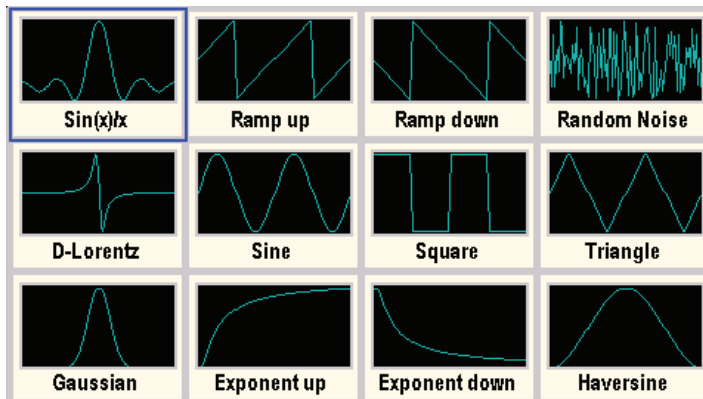 Sin(x)/x
Ramp up
Ramp down
Random Noise
D-Lorentz
Sine
Square
Triangle
Gaussian
Exponent up
Exponent down
Haversine